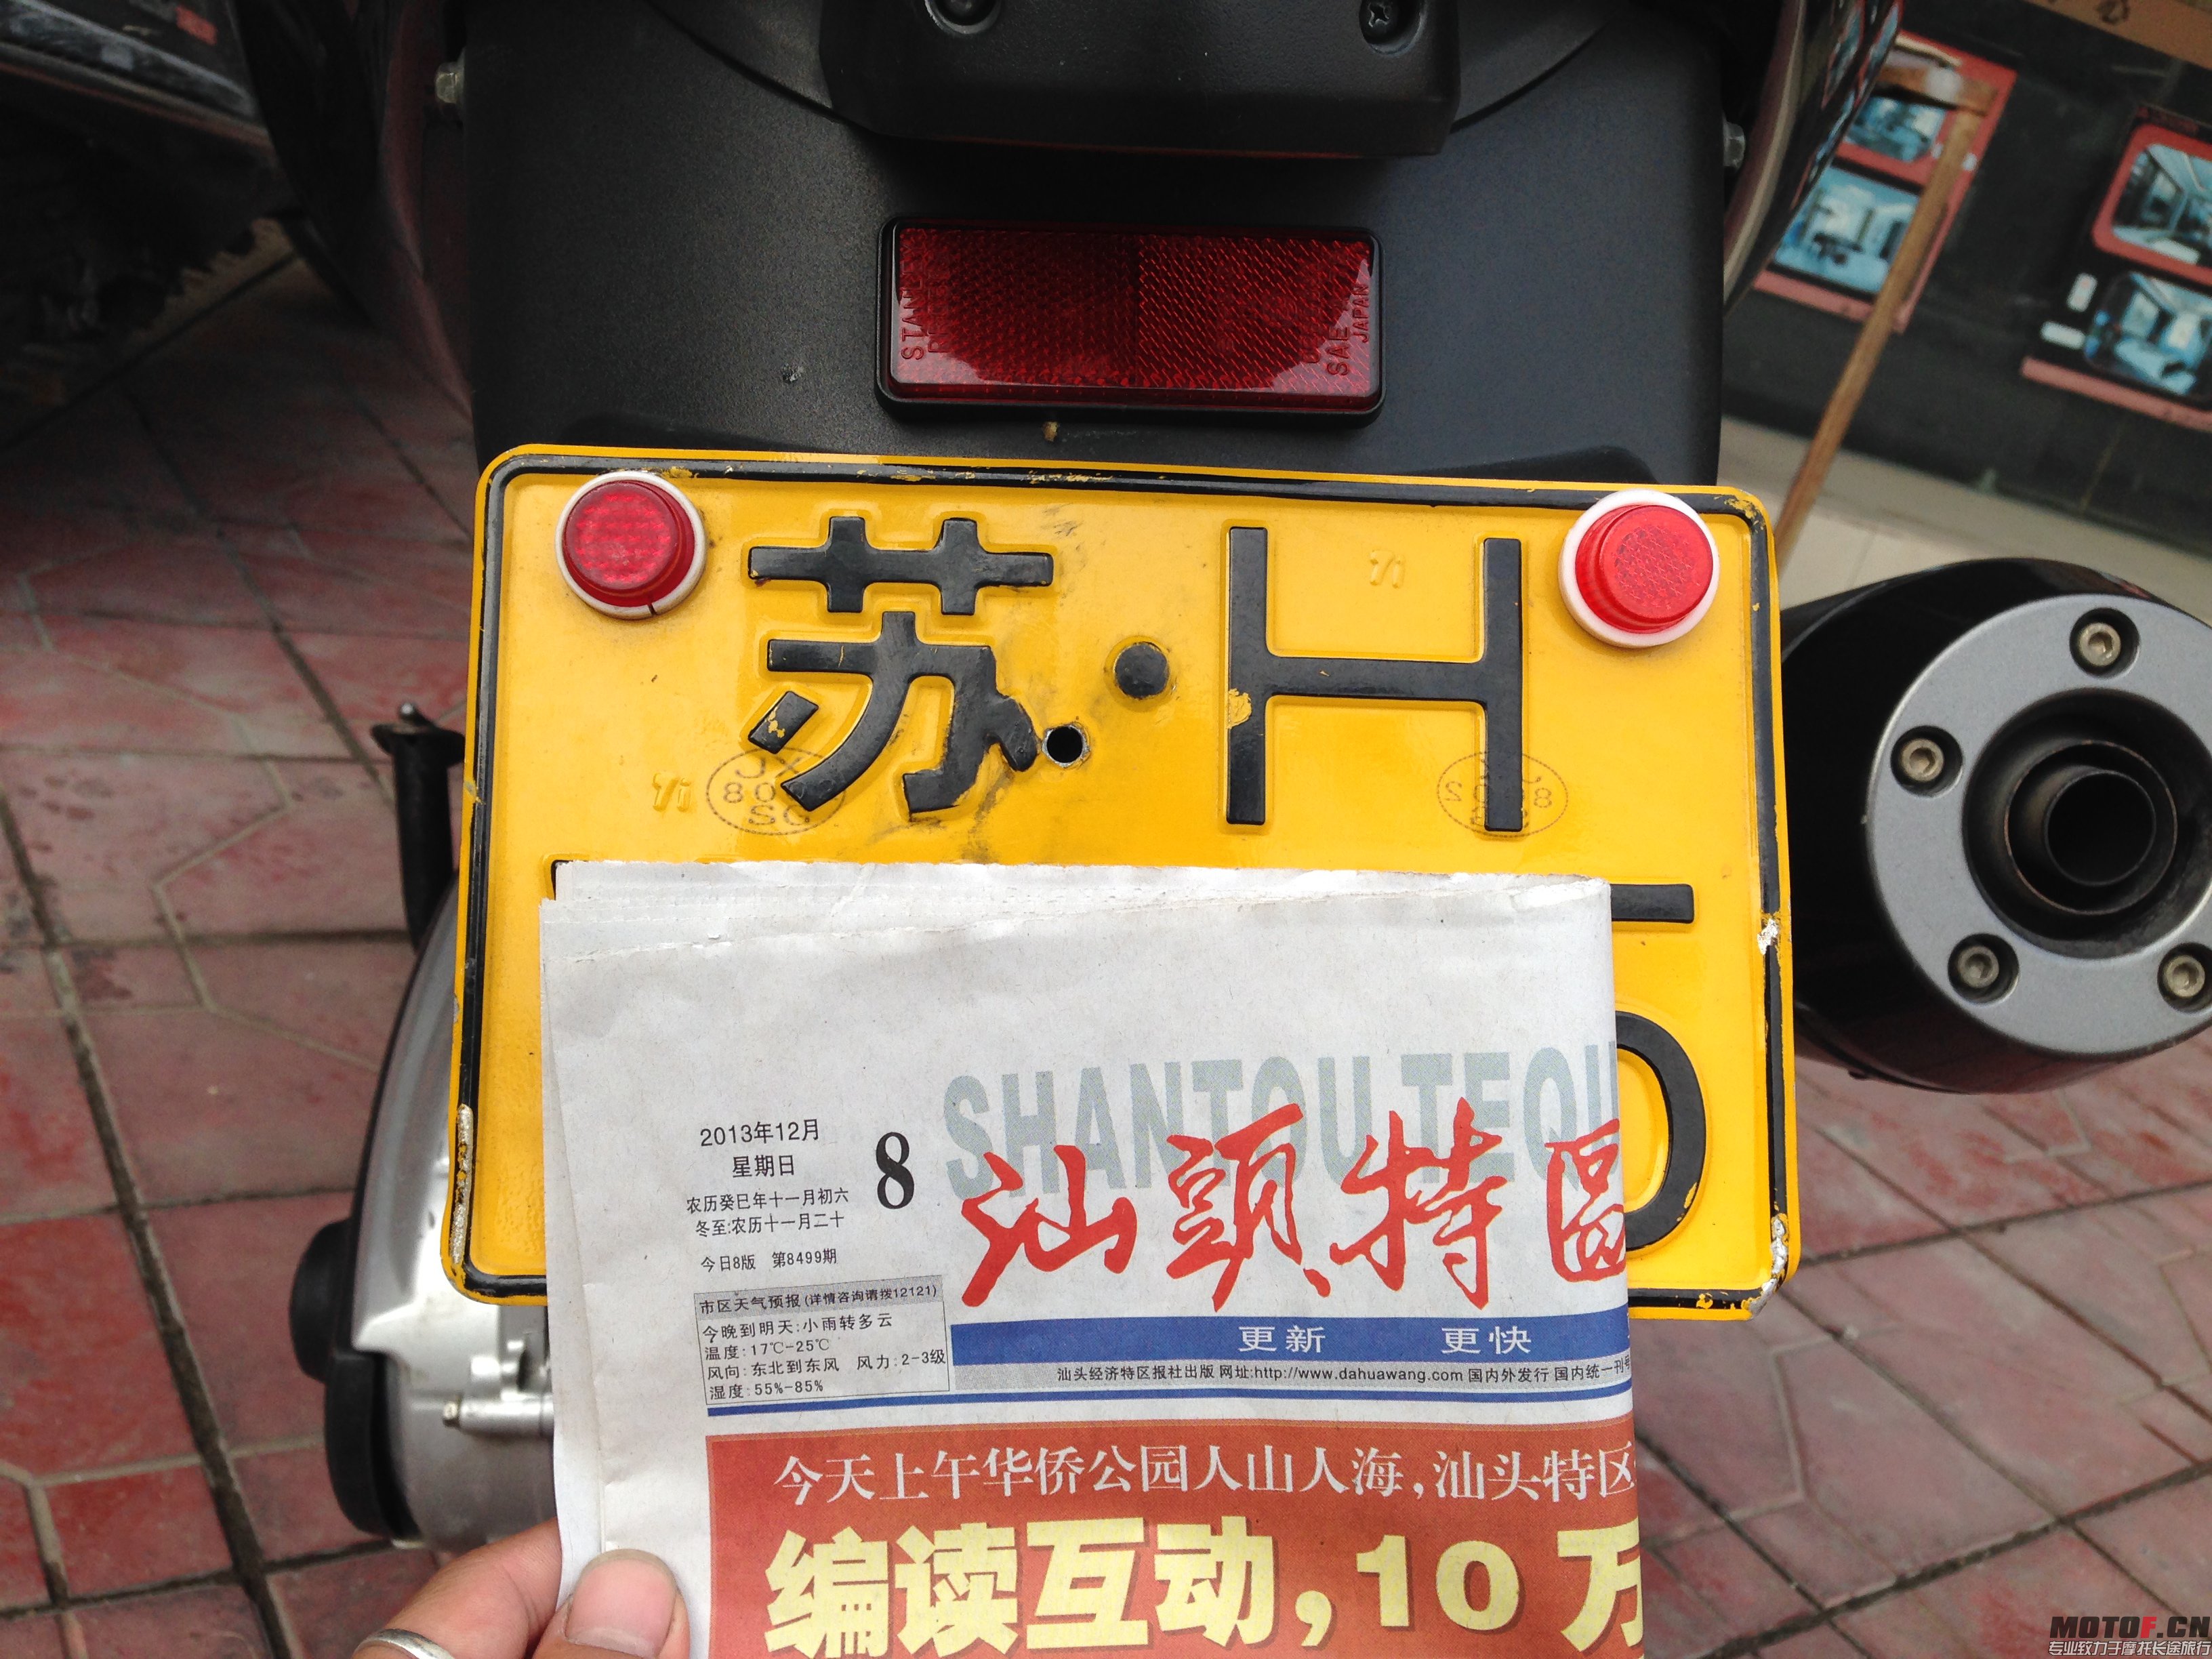 SAE
JAPAN
苏·H
SHANTOU TEQU
汕頭特區
2013年12月
8
星期日
农历癸巳年十一月初六
冬至:农历十一月二十
今日8版 第8499期
市区天气预报(详情咨询请拨12121)
今晚到明天:小雨转多云
温度:17℃-25℃
风向:东北到东风 风力:2-3级
湿度:55%-85%
更新 更快
汕头经济特区报社出版 网址:http://www.dahuawang.com 国内外发行 国内统一刊号
今天上午华侨公园人山人海,汕头特区
编读互动,10万
MOTOF.CN
专业致力于摩托长途旅行